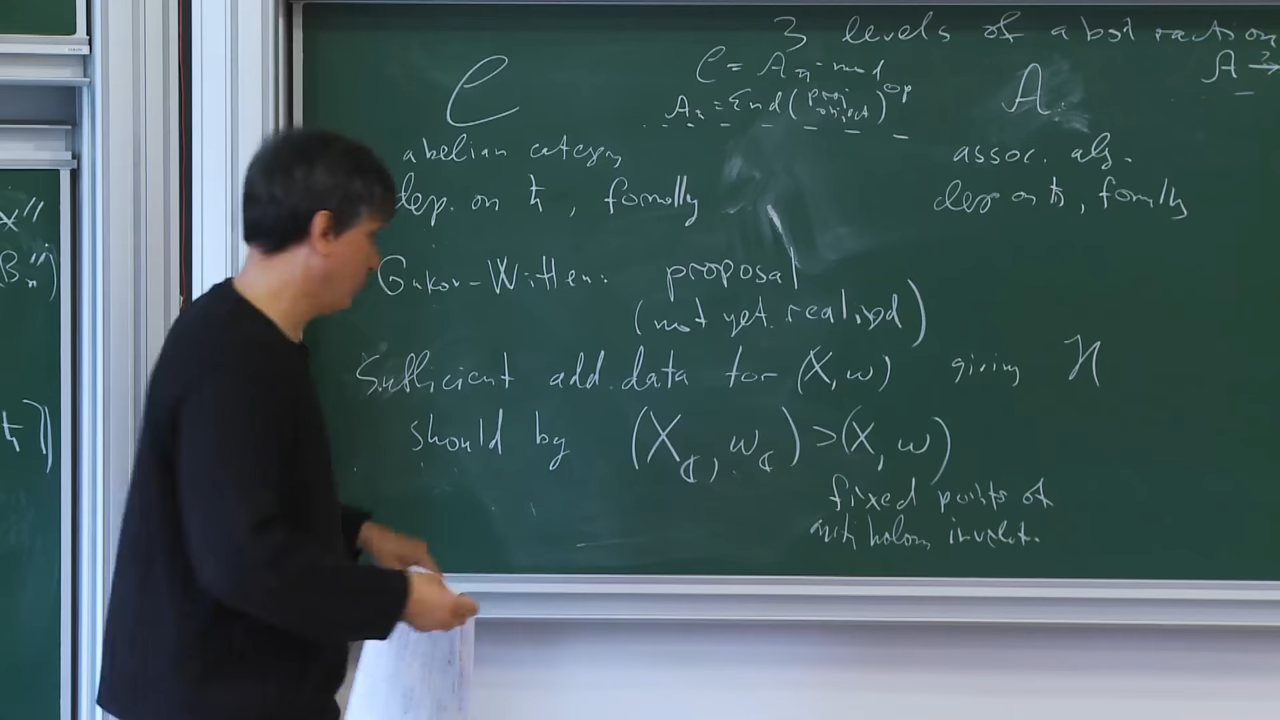 3 levels of abstraction
C = A_ħ-mod
A_ħ = End(proj object)^op
C
A
A →
abelian category
dep. on ħ, formally
assoc. alg.
dep on ħ, formlly
Gukov-Witten: proposal
(not yet realized)
Sufficient add. data for (X, ω) giving H
should by (X_ℂ, ω_ℂ) ⊃ (X, ω)
fixed points of
anti holom involut.
x"